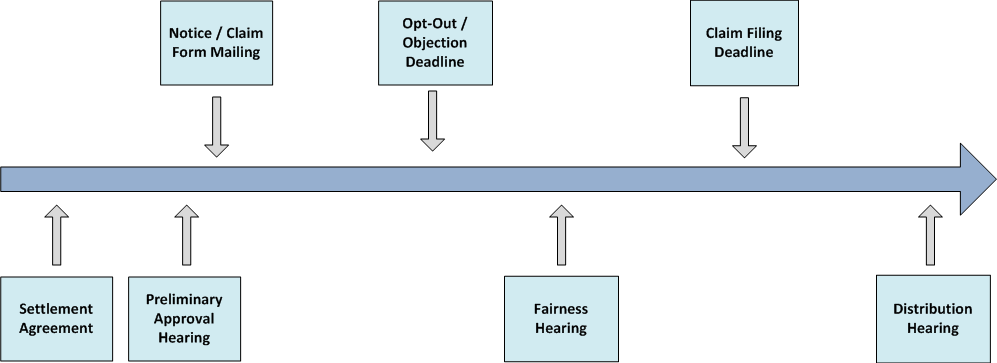 Notice / Claim
Form Mailing
Opt-Out /
Objection
Deadline
Claim Filing
Deadline
Settlement
Agreement
Preliminary
Approval
Hearing
Fairness
Hearing
Distribution
Hearing